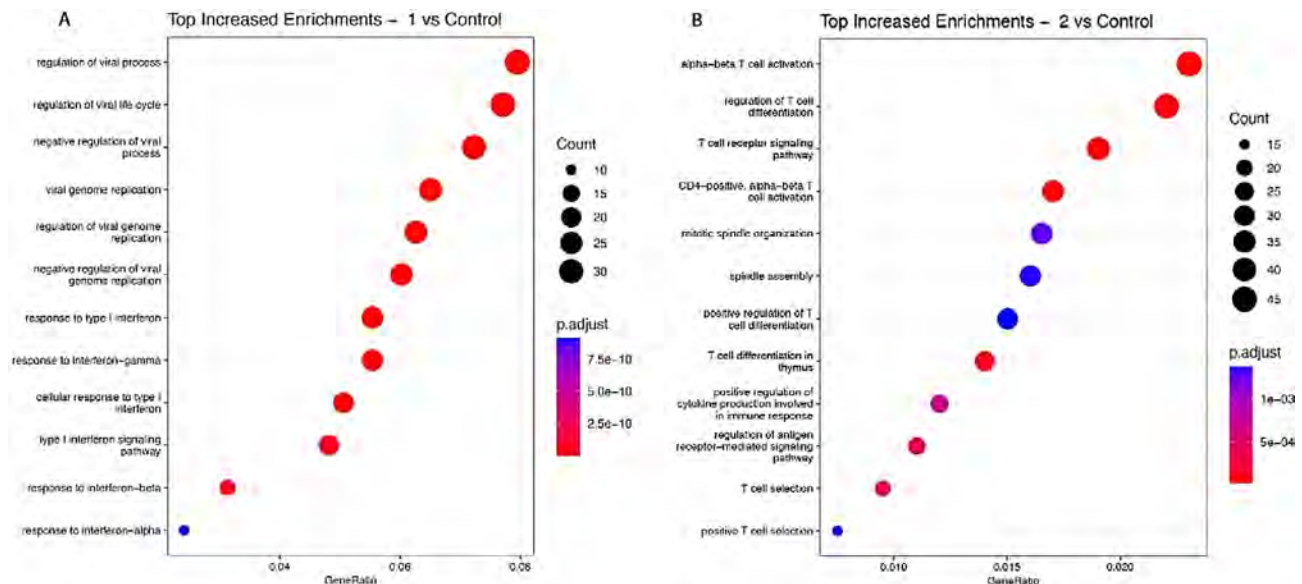 A
Top Increased Enrichments – 1 vs Control
regulation of viral process
regulation of viral life cycle
negative regulation of viral
process
viral genome replication
regulation of viral genome
replication
negative regulation of viral
genome replication
response to type I interferon
response to interferon−gamma
cellular response to type I
interferon
type I interferon signaling
pathway
response to interferon−beta
response to interferon−alpha
0.04
0.06
0.08
GeneRatio
Count
10
15
20
25
30
p.adjust
7.5e−10
5.0e−10
2.5e−10
B
Top Increased Enrichments – 2 vs Control
alpha−beta T cell activation
regulation of T cell
differentiation
T cell receptor signaling
pathway
CD4−positive, alpha−beta T
cell activation
mitotic spindle organization
spindle assembly
positive regulation of T
cell differentiation
T cell differentiation in
thymus
positive regulation of
cytokine production involved
in immune response
regulation of antigen
receptor−mediated signaling
pathway
T cell selection
positive T cell selection
0.010
0.015
0.020
GeneRatio
Count
15
20
25
30
35
40
45
p.adjust
1e−03
5e−04